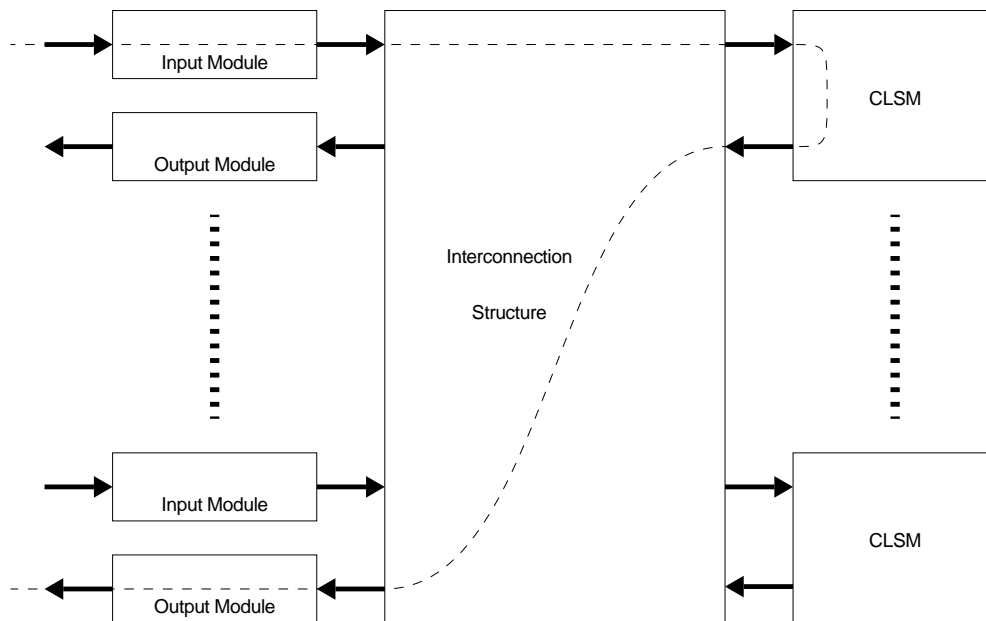 Input Module
CLSM
Output Module
Interconnection
Structure
Input Module
CLSM
Output Module